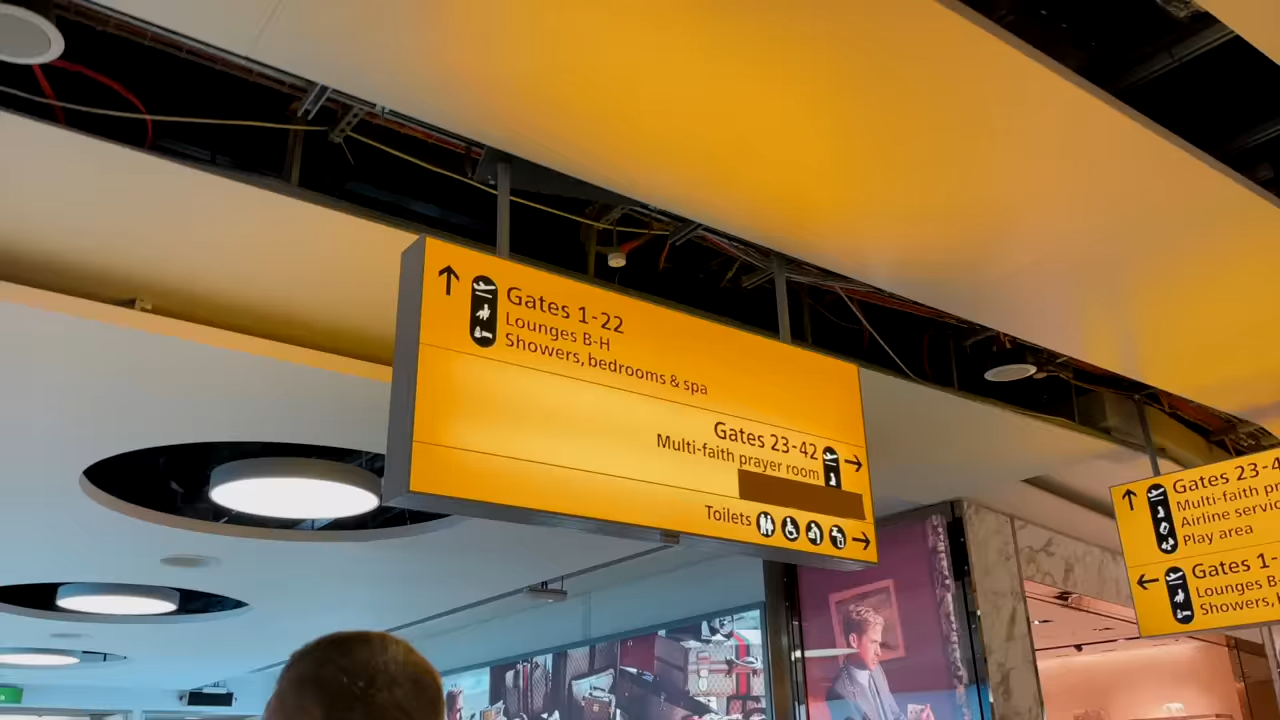 Gates 1-22
Lounges B-H
Showers, bedrooms & spa
Gates 23-42
Multi-faith prayer room
Toilets
Gates 23-4
Multi-faith pr
Airline servic
Play area
Gates 1-
Lounges B-
Showers,